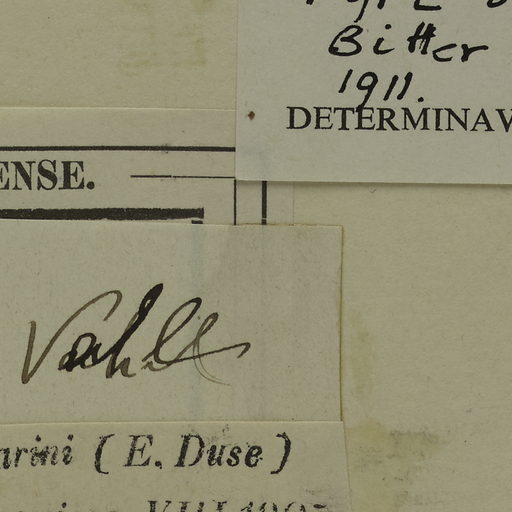 Bitter
1911.
DETERMINAV
ENSE.
Vahl
arini (E. Duse)